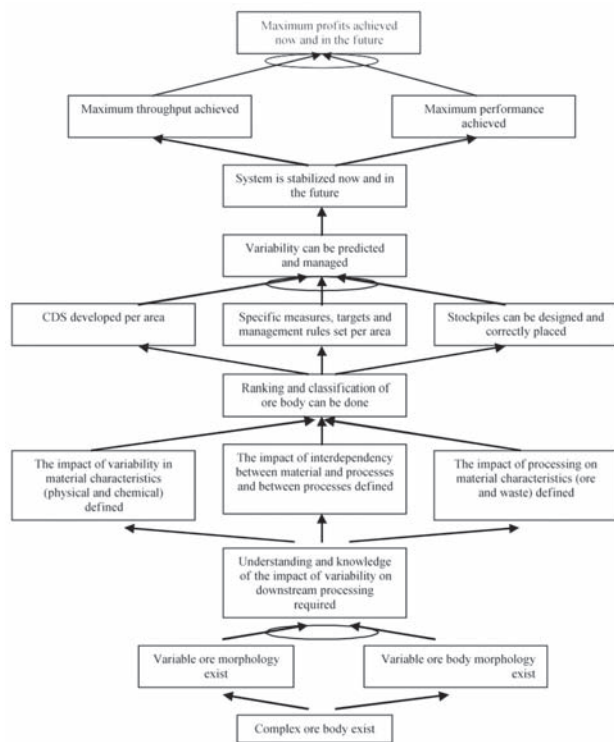 Maximum profits achieved
now and in the future
Maximum throughput achieved
Maximum performance
achieved
System is stabilized now and in
the future
Variability can be predicted
and managed
CDS developed per area
Specific measures, targets and
management rules set per area
Stockpiles can be designed and
correctly placed
Ranking and classification of
ore body can be done
The impact of variability in
material characteristics
(physical and chemical)
defined
The impact of interdependency
between material and processes
and between processes defined
The impact of processing on
material characteristics (ore
and waste) defined
Understanding and knowledge
of the impact of variability on
downstream processing
required
Variable ore morphology
exist
Variable ore body morphology
exist
Complex ore body exist